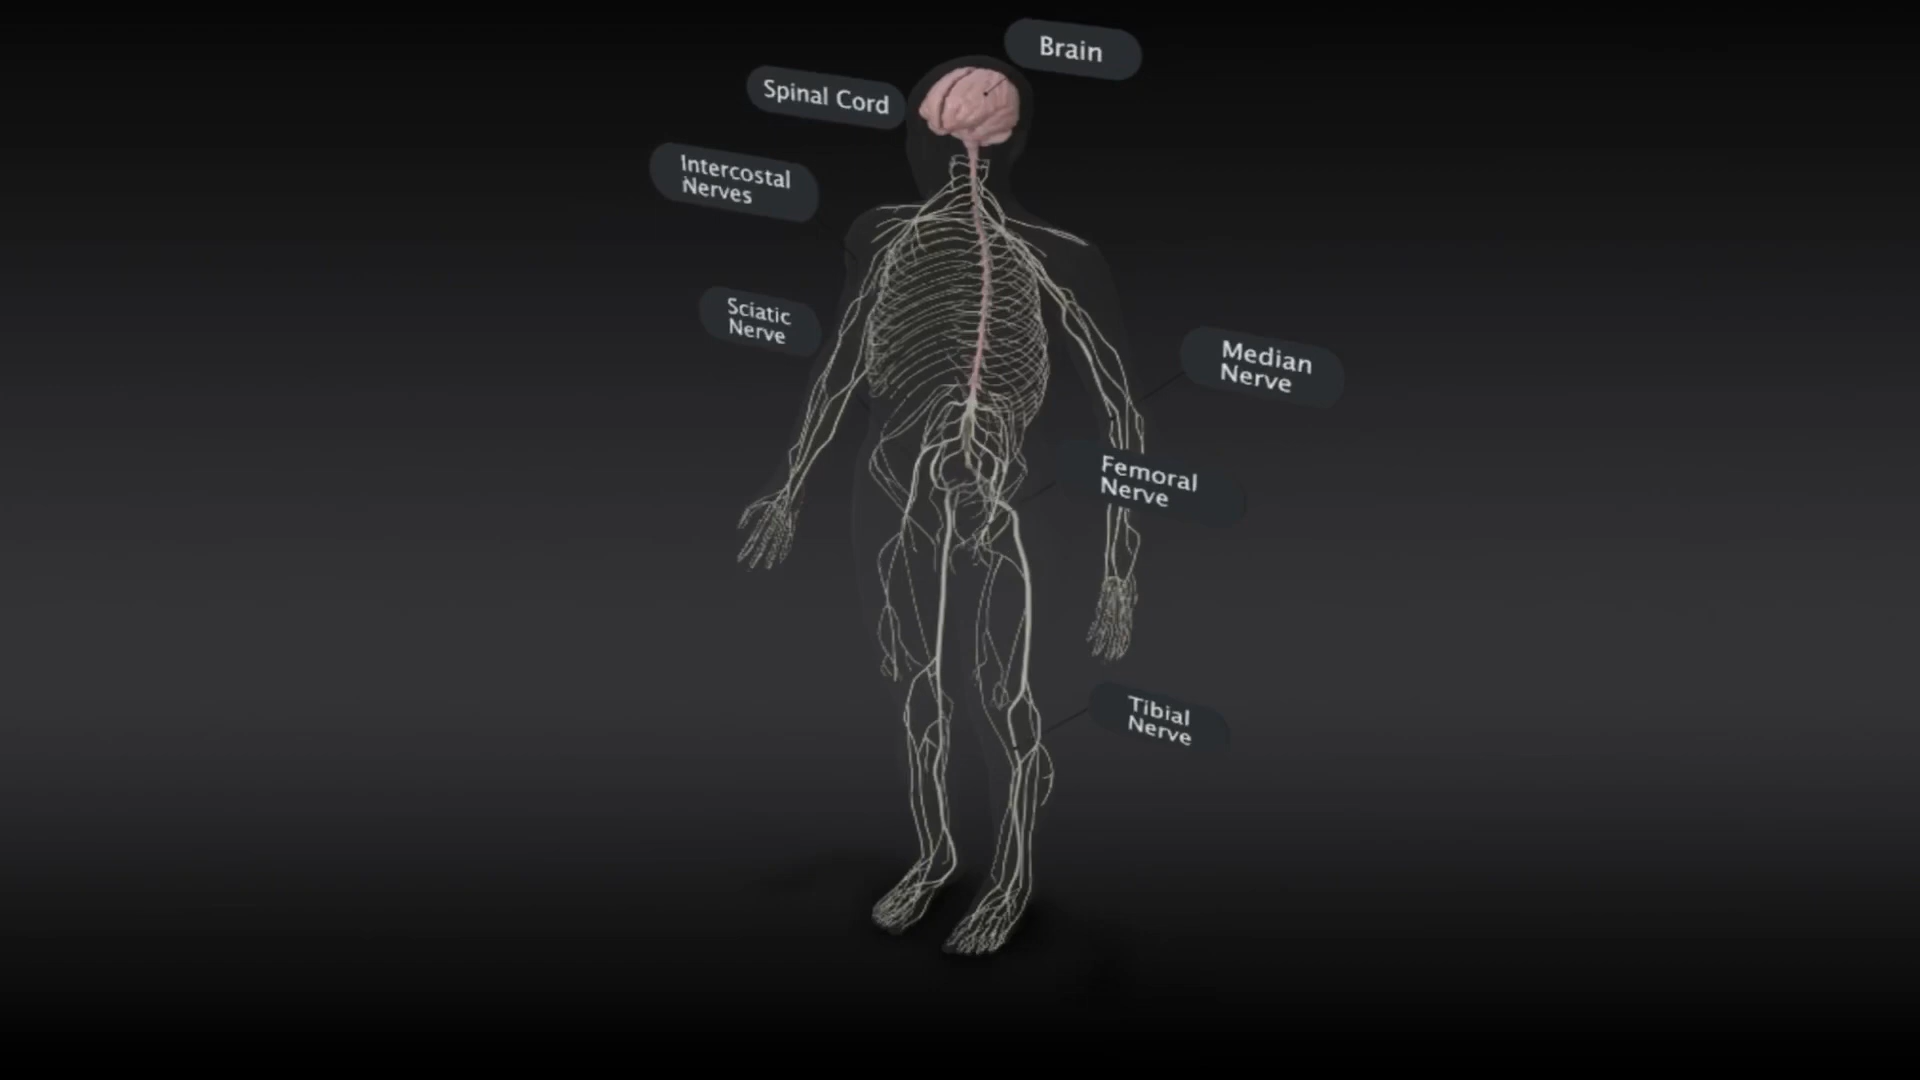 Brain
Spinal Cord
Intercostal
Nerves
Sciatic
Nerve
Median
Nerve
Femoral
Nerve
Tibial
Nerve